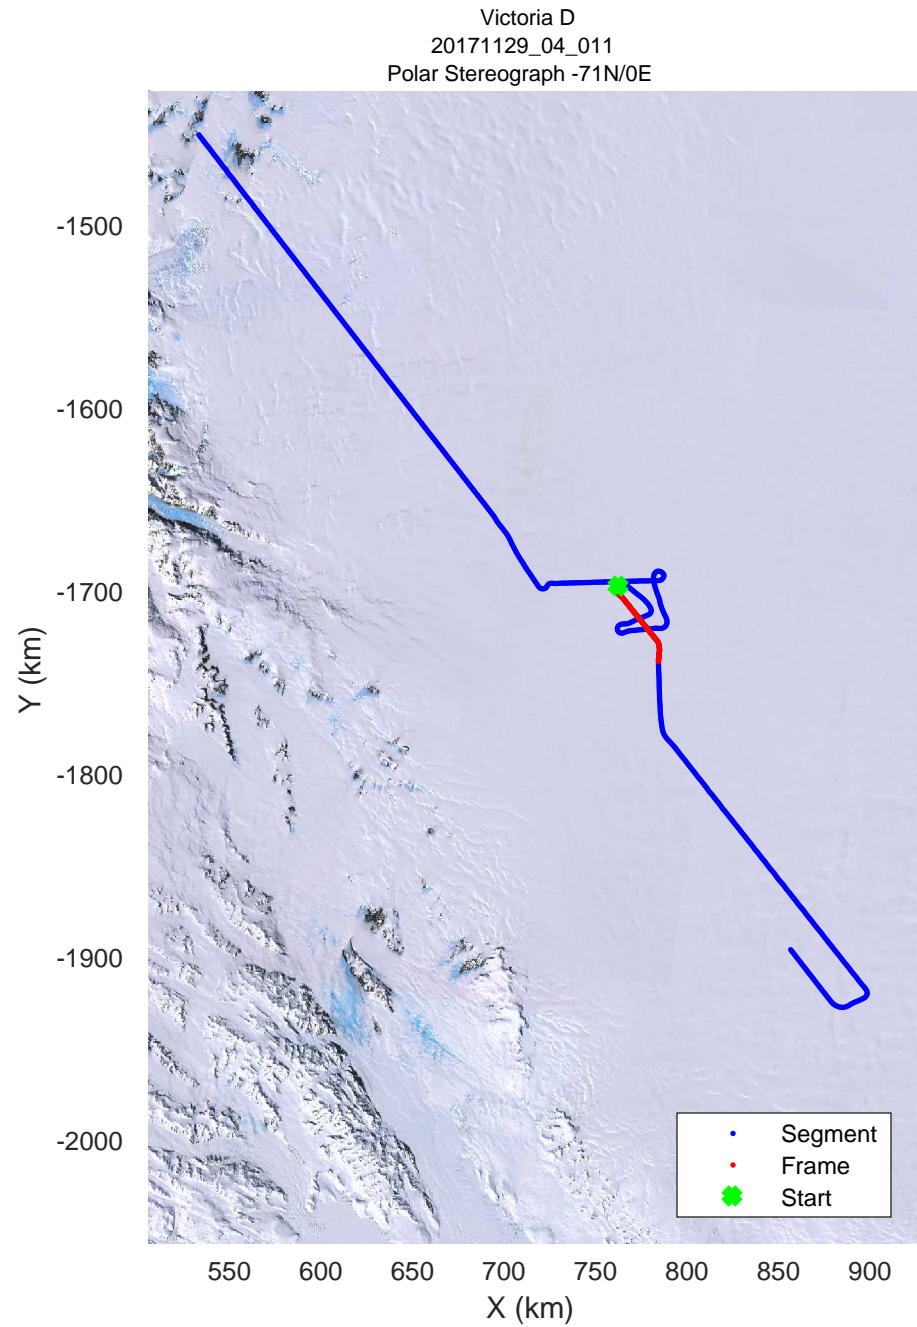 Victoria D
20171129_04_011
Polar Stereograph -71N/0E
-1500
-1600
-1700
-1800
-1900
-2000
Y (km)
550 600 650 700 750 800 850 900
X (km)
Segment
Frame
Start